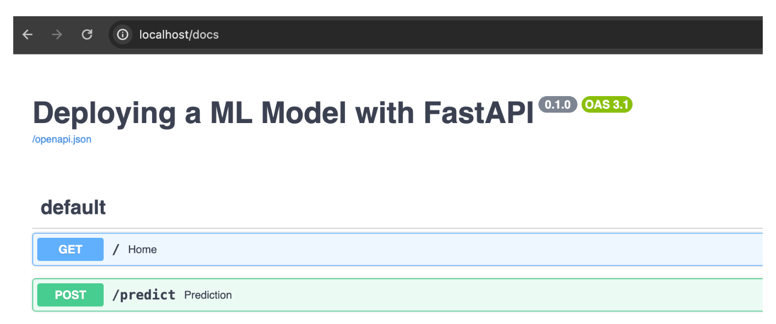 localhost/docs
Deploying a ML Model with FastAPI 0.1.0 OAS 3.1
/openapi.json
default
GET / Home
POST /predict Prediction